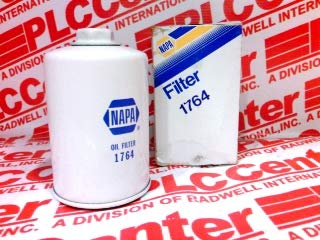 PLCCenter
A DIVISION OF RADWELL INTERNATIONAL, INC.
NAPA
®
OIL FILTER
1764
NAPA
Filter
1764